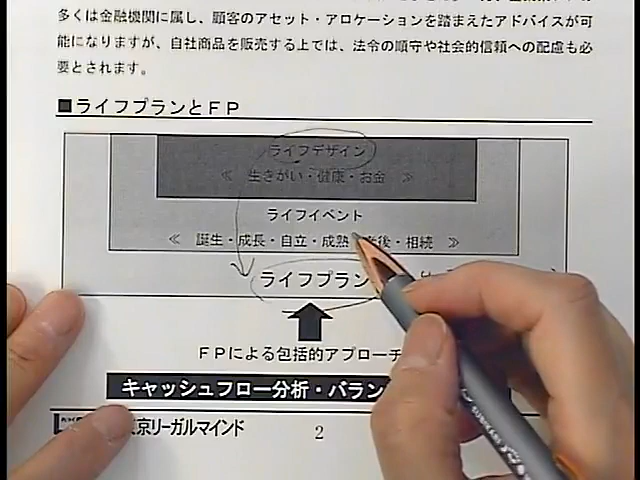 多くは金融機関に属し、顧客のアセット・アロケーションを踏まえたアドバイスが可
能になりますが、自社商品を販売する上では、法令の順守や社会的信頼への配慮も必
要とされます。
■ライフプランとFP
ライフデザイン
≪ 生きがい・健康・お金 ≫
ライフイベント
≪ 誕生・成長・自立・成熟・老後・相続 ≫
ライフプラン
FPによる包括的アプローチ
キャッシュフロー分析・バラン
東京リーガルマインド
2